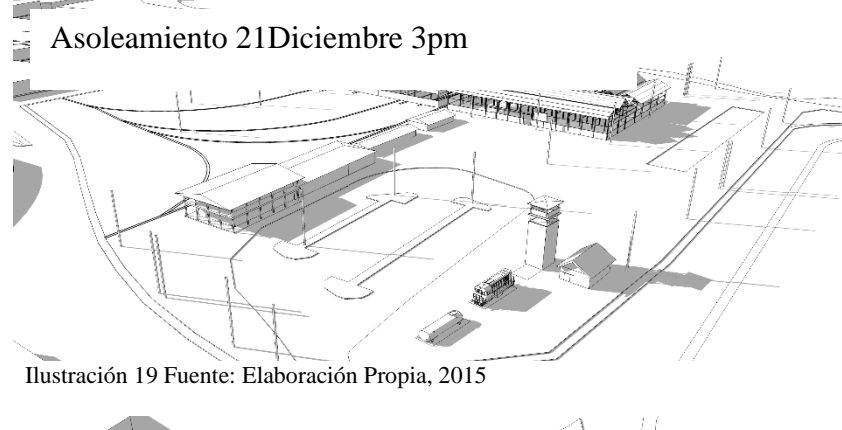 Asoleamiento 21Diciembre 3pm
Ilustración 19 Fuente: Elaboración Propia, 2015